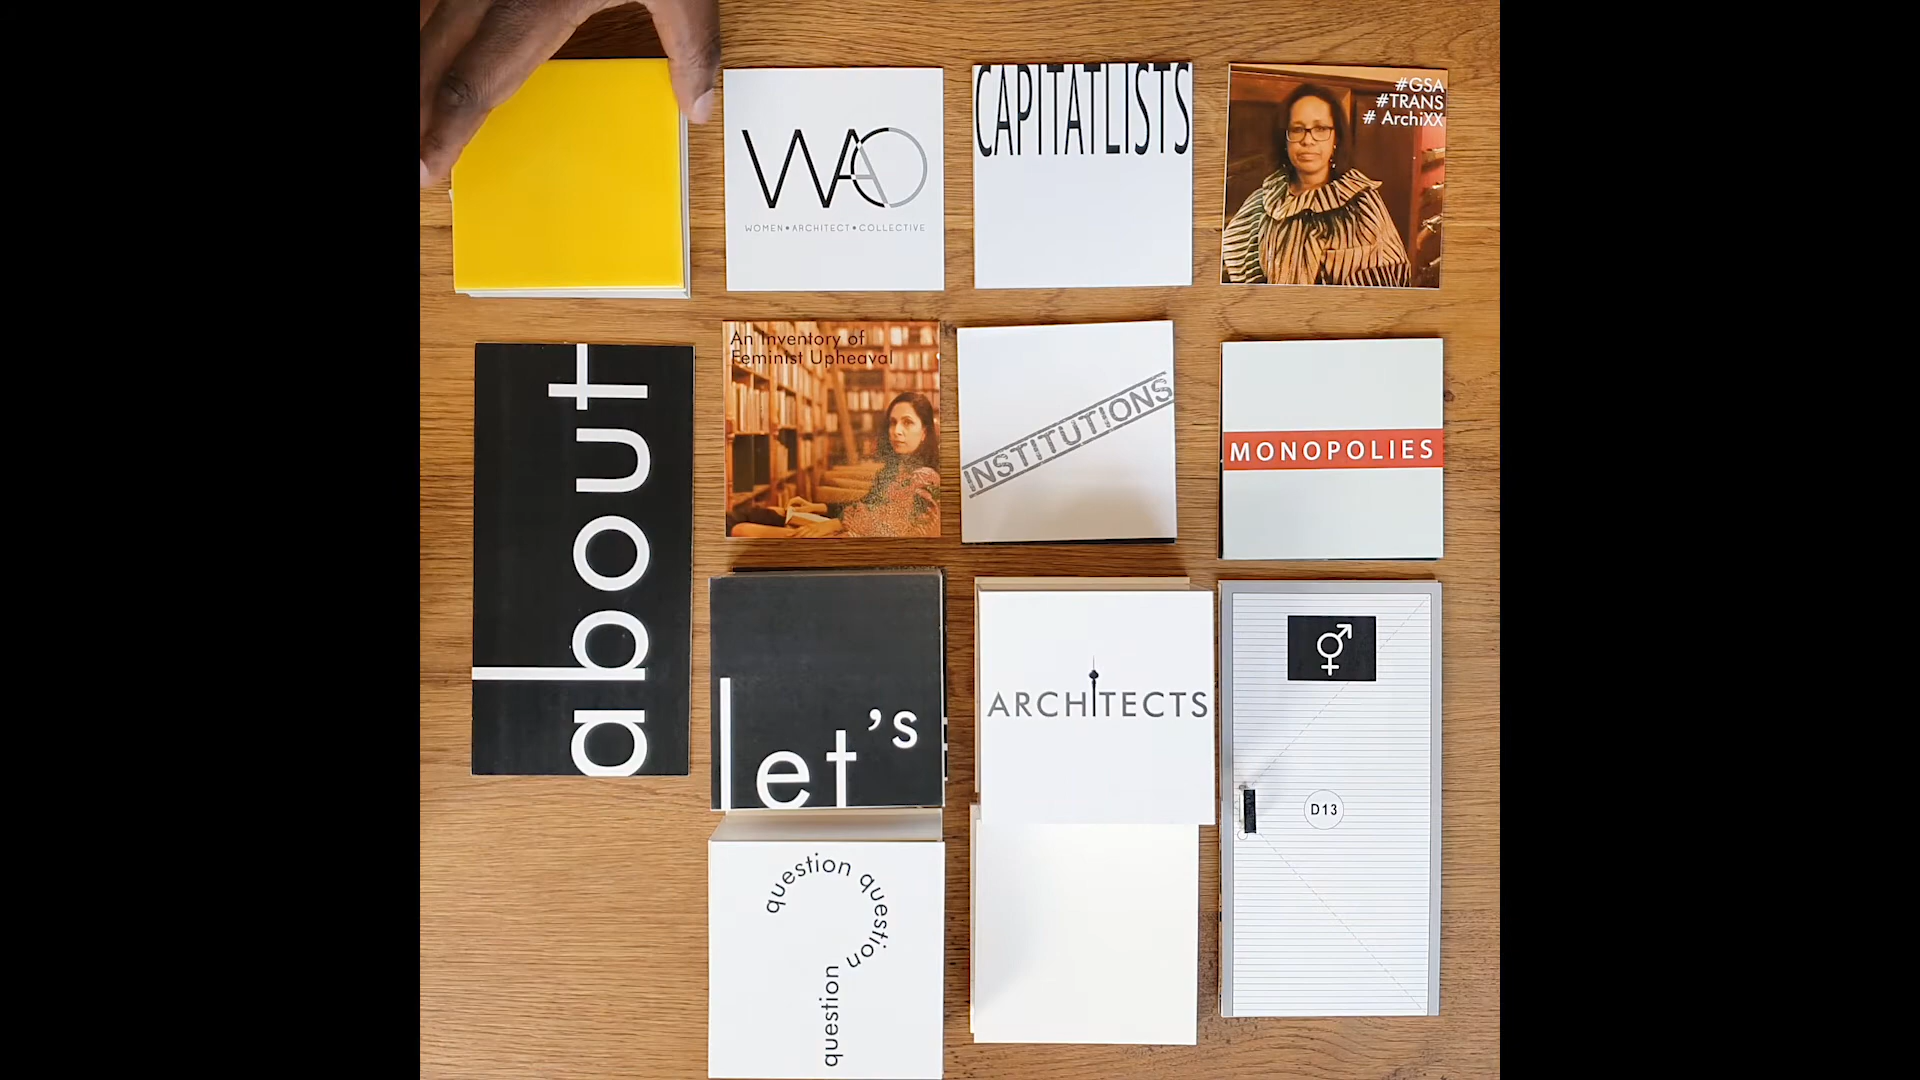 WAO
WOMEN•ARCHITECT•COLLECTIVE
CAPITATLISTS
#GSA
#TRANS
# ArchiXX
about
An Inventory of
Feminist Upheaval
INSTITUTIONS
MONOPOLIES
let's
ARCHITECTS
D13
question question question